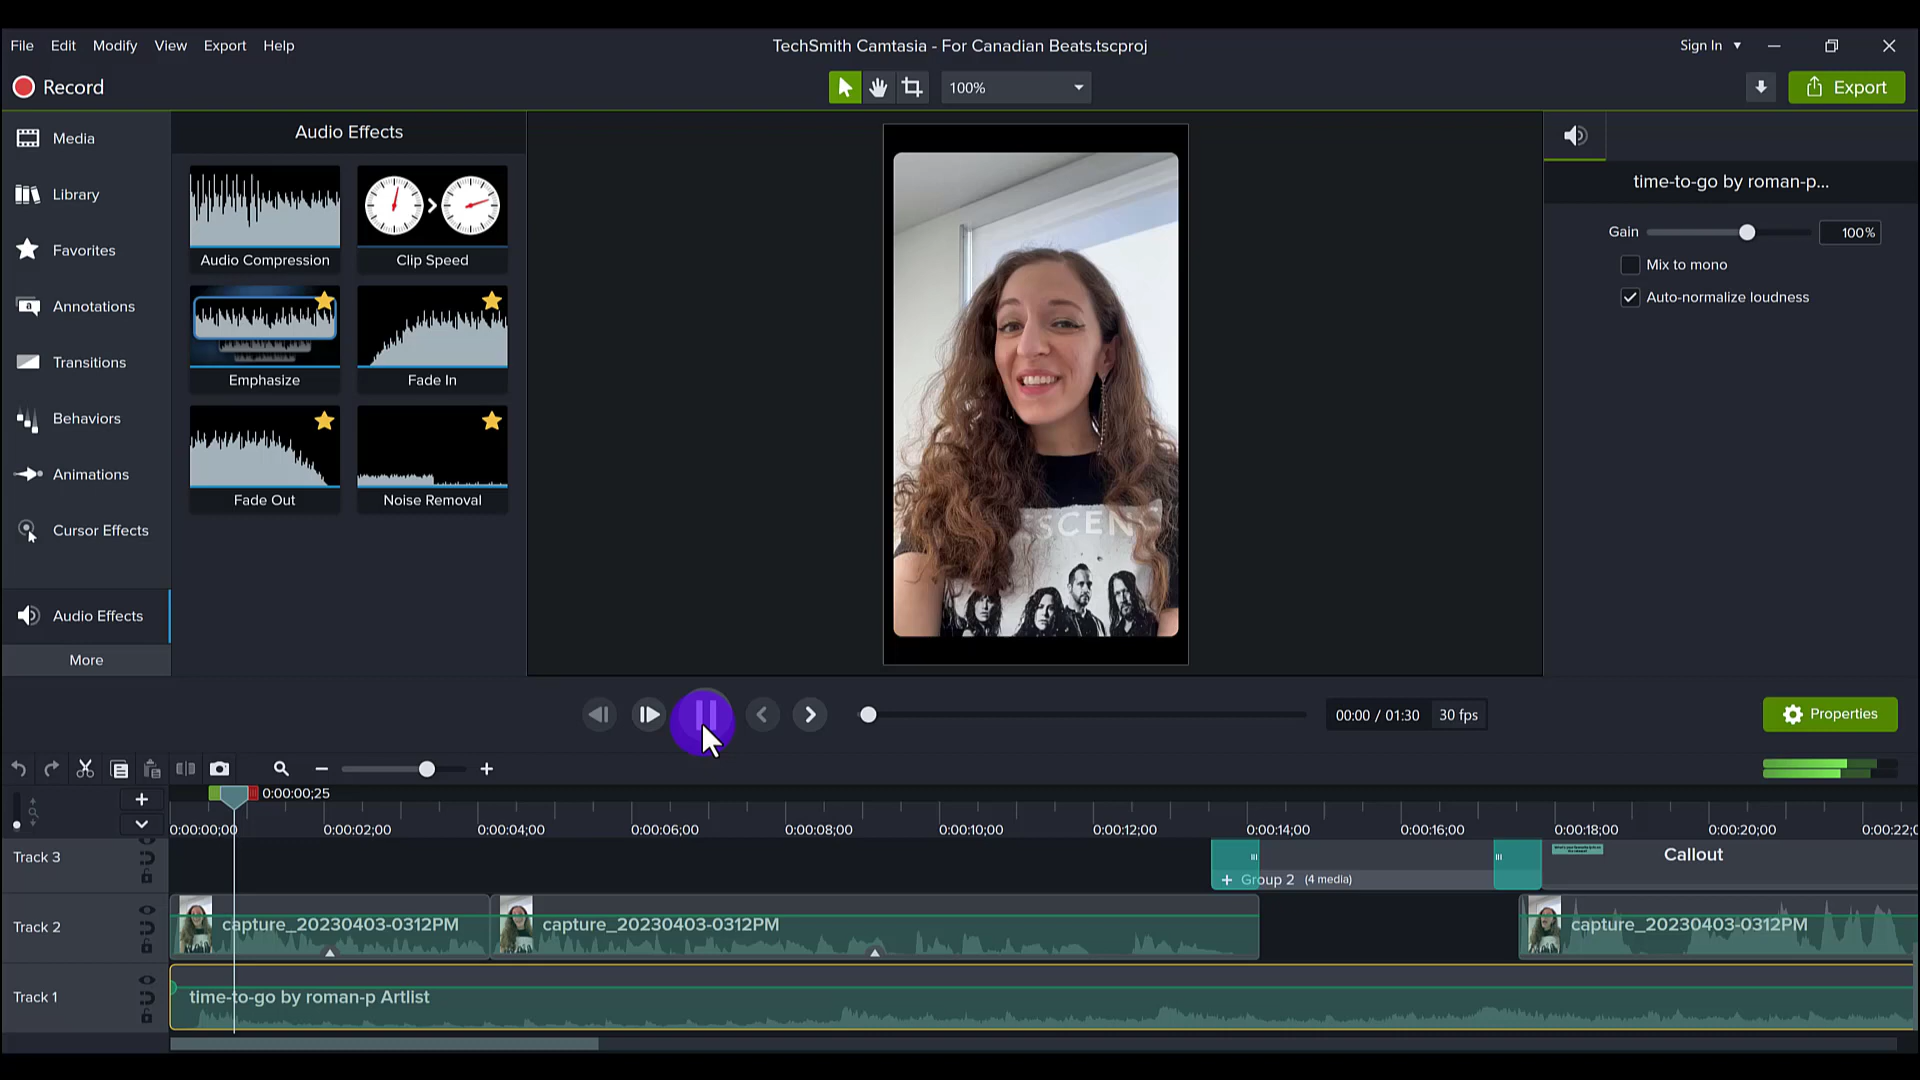 File Edit Modify View Export Help
TechSmith Camtasia - For Canadian Beats.tscproj
Sign In
Record
100%
Export
Media
Library
Favorites
Annotations
Transitions
Behaviors
Animations
Cursor Effects
Audio Effects
More
Audio Effects
Audio Compression
Clip Speed
Emphasize
Fade In
Fade Out
Noise Removal
SCEN
time-to-go by roman-p...
Gain
100%
Mix to mono
Auto-normalize loudness
00:00 / 01:30
30 fps
Properties
0:00:00;25
0:00:00;00 0:00:02;00 0:00:04;00 0:00:06;00 0:00:08;00 0:00:10;00 0:00:12;00 0:00:14;00 0:00:16;00 0:00:18;00 0:00:20;00 0:00:22;0
Track 3
Callout
+ Group 2 (4 media)
Track 2
capture_20230403-0312PM
capture_20230403-0312PM
capture_20230403-0312PM
Track 1
time-to-go by roman-p Artlist